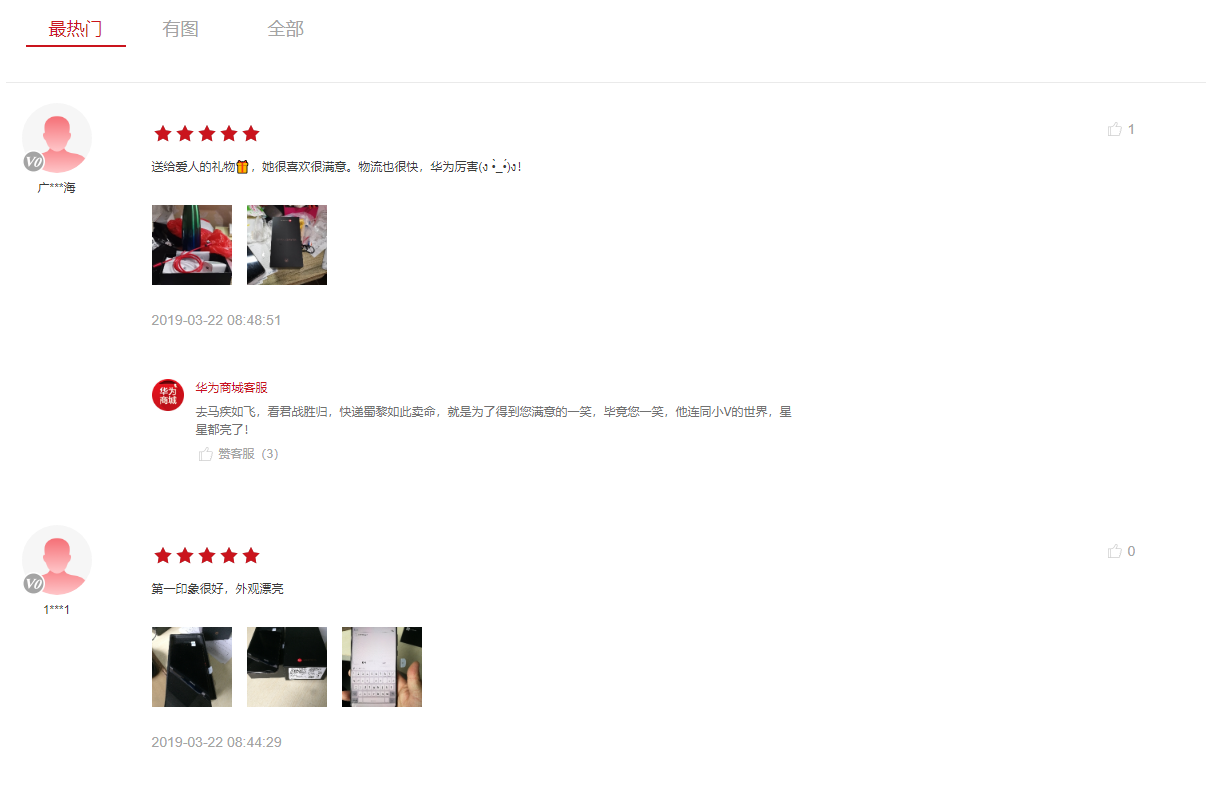 最热门
有图
全部
1
送给爱人的礼物🎁，她很喜欢很满意。物流也很快，华为厉害(ง •̀_•́)ง！
V0
广***海
2019-03-22 08:48:51
华为
商城
华为商城客服
去马疾如飞，看君战胜归，快递蜀黎如此卖命，就是为了得到您满意的一笑，毕竟您一笑，他连同小V的世界，星
星都亮了！
赞客服（3）
0
第一印象很好，外观漂亮
V0
1***1
2019-03-22 08:44:29